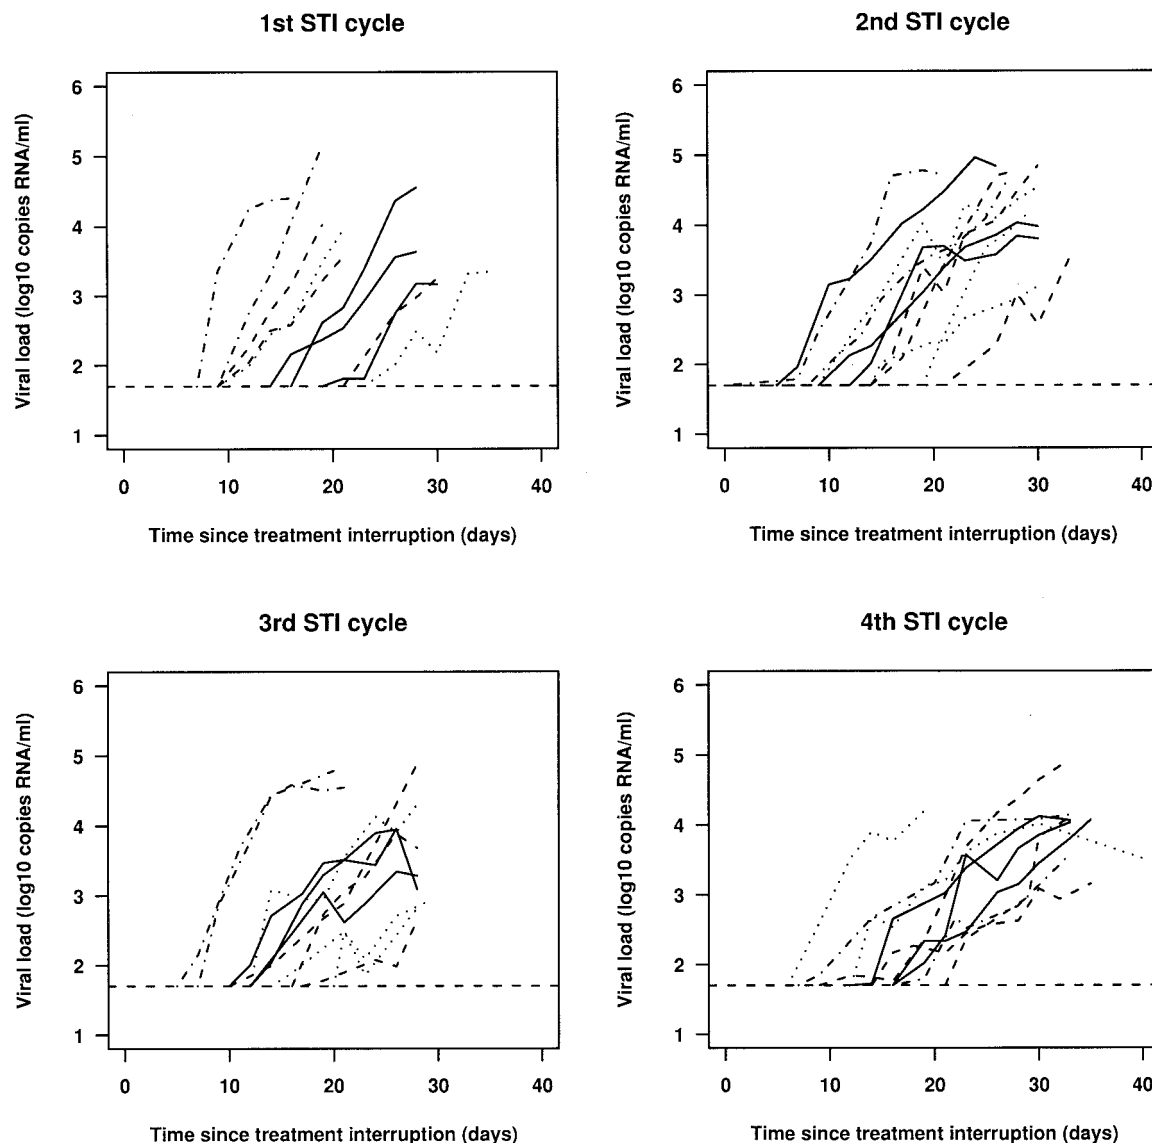 1st STI cycle
Viral load (log10 copies RNA/ml)
6
5
4
3
2
1
0 10 20 30 40
Time since treatment interruption (days)
2nd STI cycle
Viral load (log10 copies RNA/ml)
6
5
4
3
2
1
0 10 20 30 40
Time since treatment interruption (days)
3rd STI cycle
Viral load (log10 copies RNA/ml)
6
5
4
3
2
1
0 10 20 30 40
Time since treatment interruption (days)
4th STI cycle
Viral load (log10 copies RNA/ml)
6
5
4
3
2
1
0 10 20 30 40
Time since treatment interruption (days)